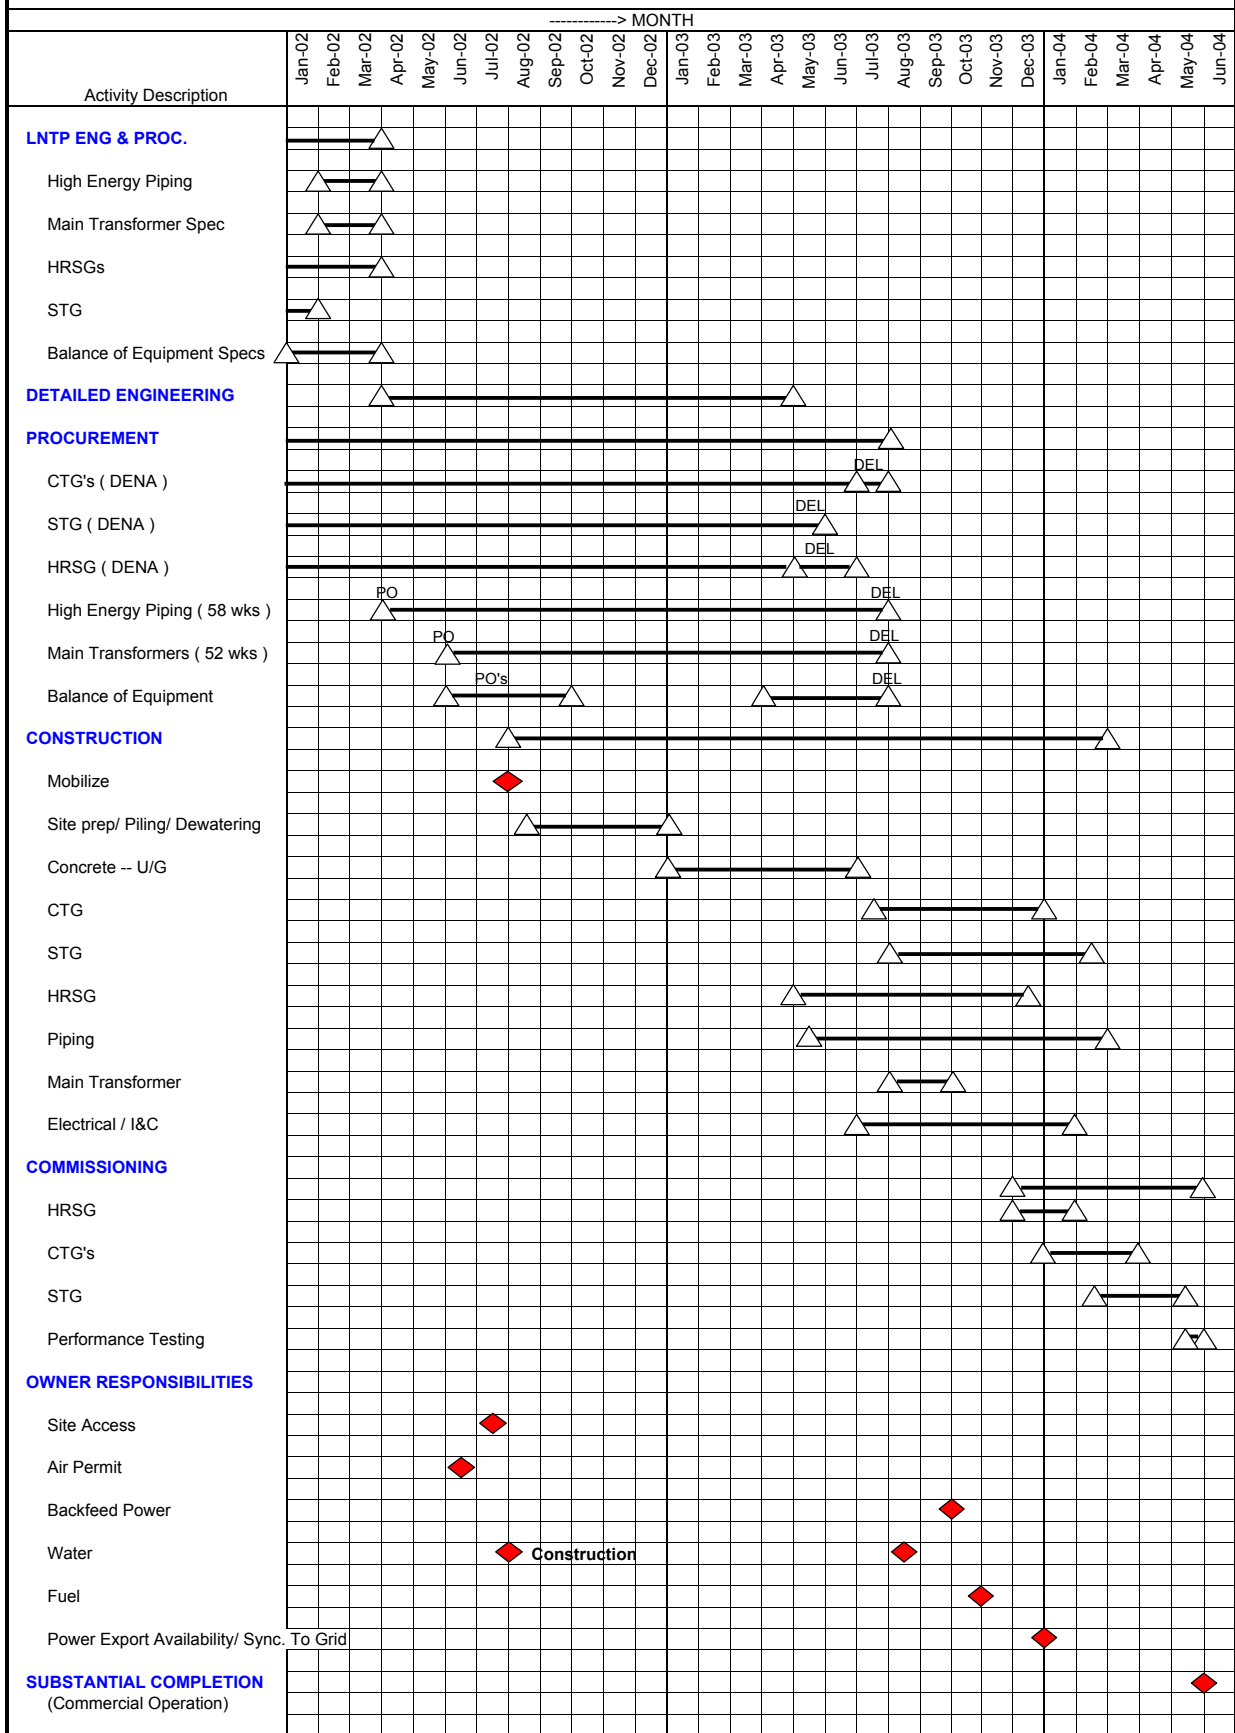 ------------> MONTH
Activity Description
Jan-02
Feb-02
Mar-02
Apr-02
May-02
Jun-02
Jul-02
Aug-02
Sep-02
Oct-02
Nov-02
Dec-02
Jan-03
Feb-03
Mar-03
Apr-03
May-03
Jun-03
Jul-03
Aug-03
Sep-03
Oct-03
Nov-03
Dec-03
Jan-04
Feb-04
Mar-04
Apr-04
May-04
Jun-04
LNTP ENG & PROC.
High Energy Piping
Main Transformer Spec
HRSGs
STG
Balance of Equipment Specs
DETAILED ENGINEERING
PROCUREMENT
CTG's ( DENA )
DEL
STG ( DENA )
DEL
HRSG ( DENA )
DEL
High Energy Piping ( 58 wks )
PO
DEL
Main Transformers ( 52 wks )
PO
DEL
Balance of Equipment
PO's
DEL
CONSTRUCTION
Mobilize
Site prep/ Piling/ Dewatering
Concrete -- U/G
CTG
STG
HRSG
Piping
Main Transformer
Electrical / I&C
COMMISSIONING
HRSG
CTG's
STG
Performance Testing
OWNER RESPONSIBILITIES
Site Access
Air Permit
Backfeed Power
Water
Construction
Fuel
Power Export Availability/ Sync. To Grid
SUBSTANTIAL COMPLETION
(Commercial Operation)